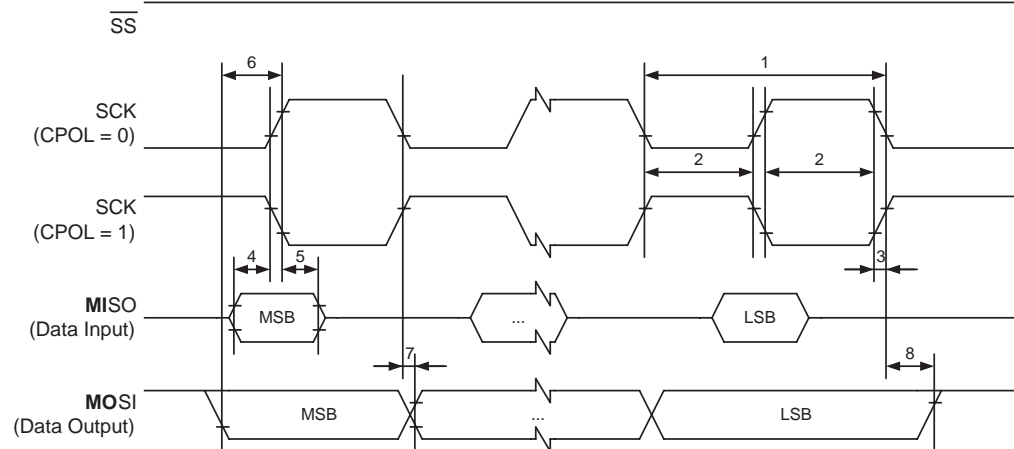 SS
6
1
SCK
(CPOL = 0)
2
2
SCK
(CPOL = 1)
4
5
3
MISO
(Data Input)
MSB
...
LSB
7
8
MOSI
(Data Output)
MSB
...
LSB